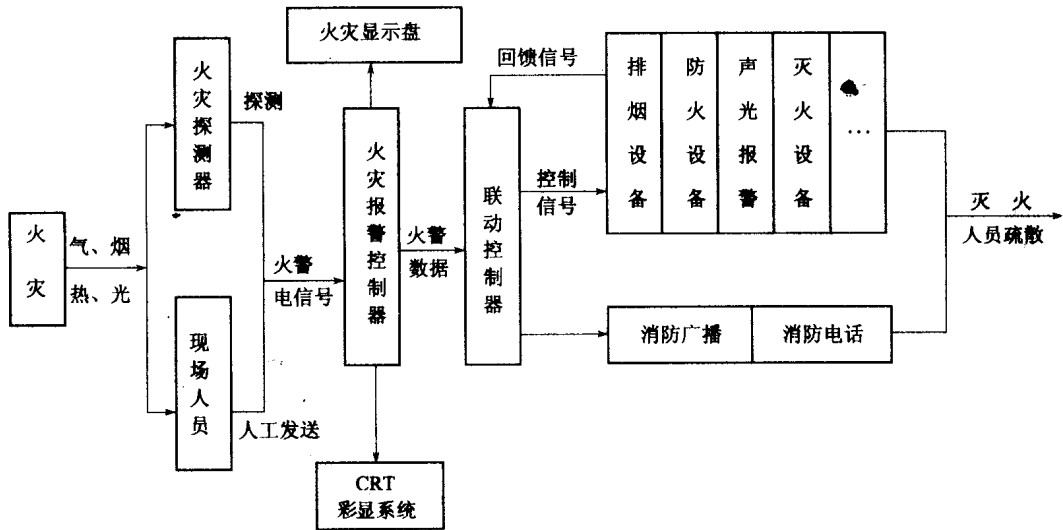 火灾
气、烟
热、光
火灾探测器
探测
现场人员
人工发送
火警
电信号
火灾显示盘
火灾报警控制器
CRT
彩显系统
火警
数据
联动控制器
回馈信号
控制
信号
排烟设备
防火设备
声光报警
灭火设备
…
消防广播
消防电话
灭 火
人员疏散